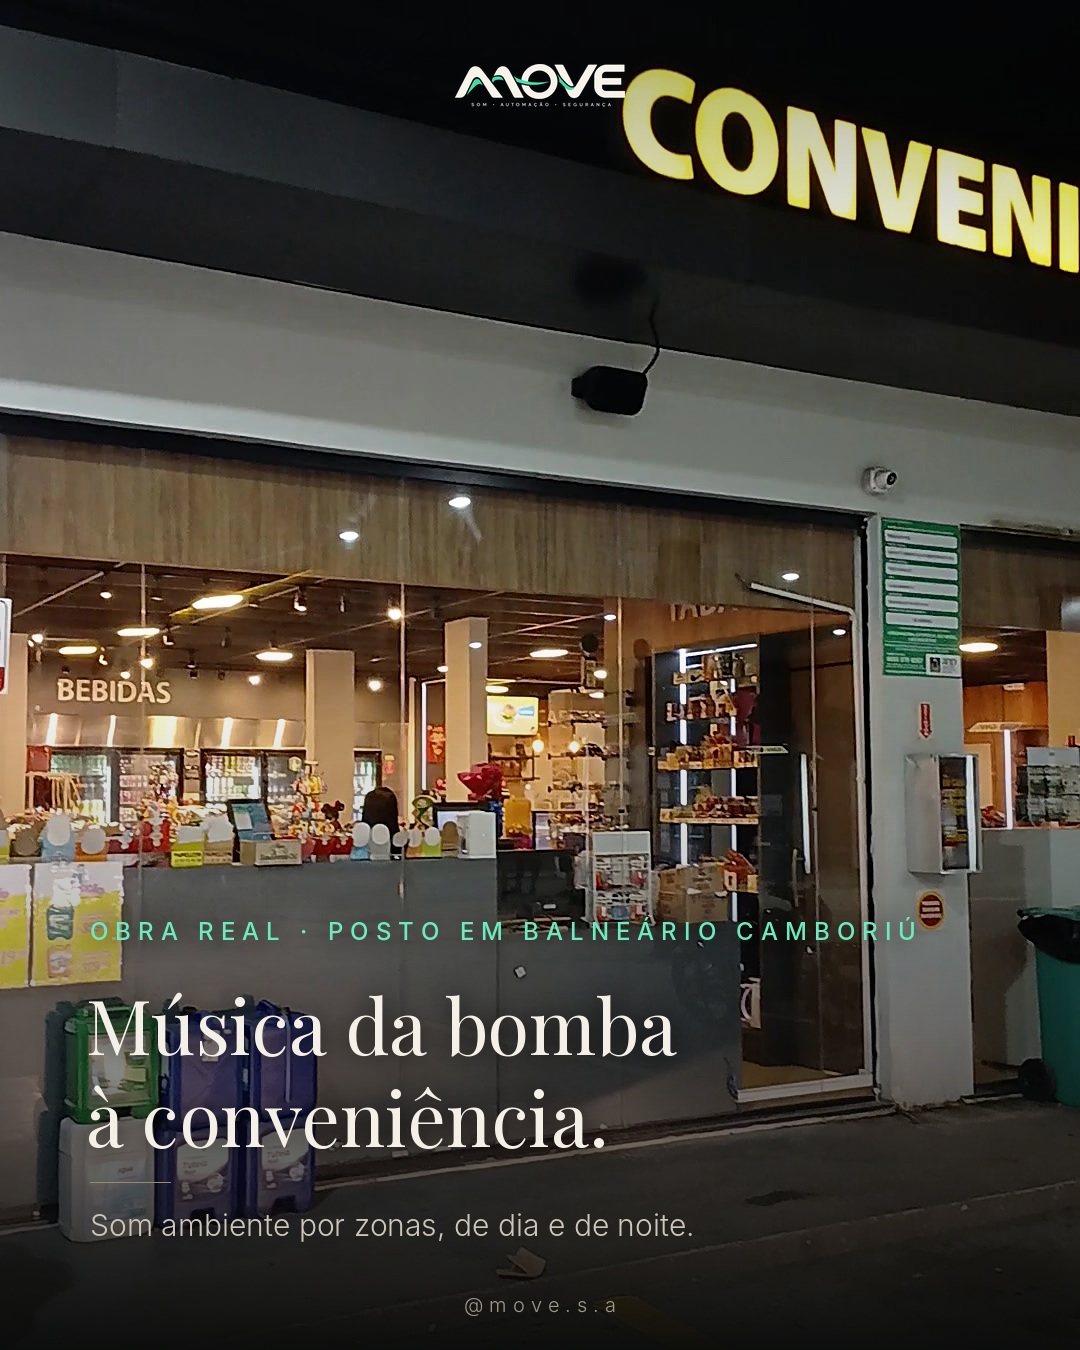 MOVE
SOM · AUTOMAÇÃO · SEGURANÇA
CONVENI
BEBIDAS
OBRA REAL · POSTO EM BALNEÁRIO CAMBORIÚ
Música da bomba
à conveniência.
Som ambiente por zonas, de dia e de noite.
@move.s.a